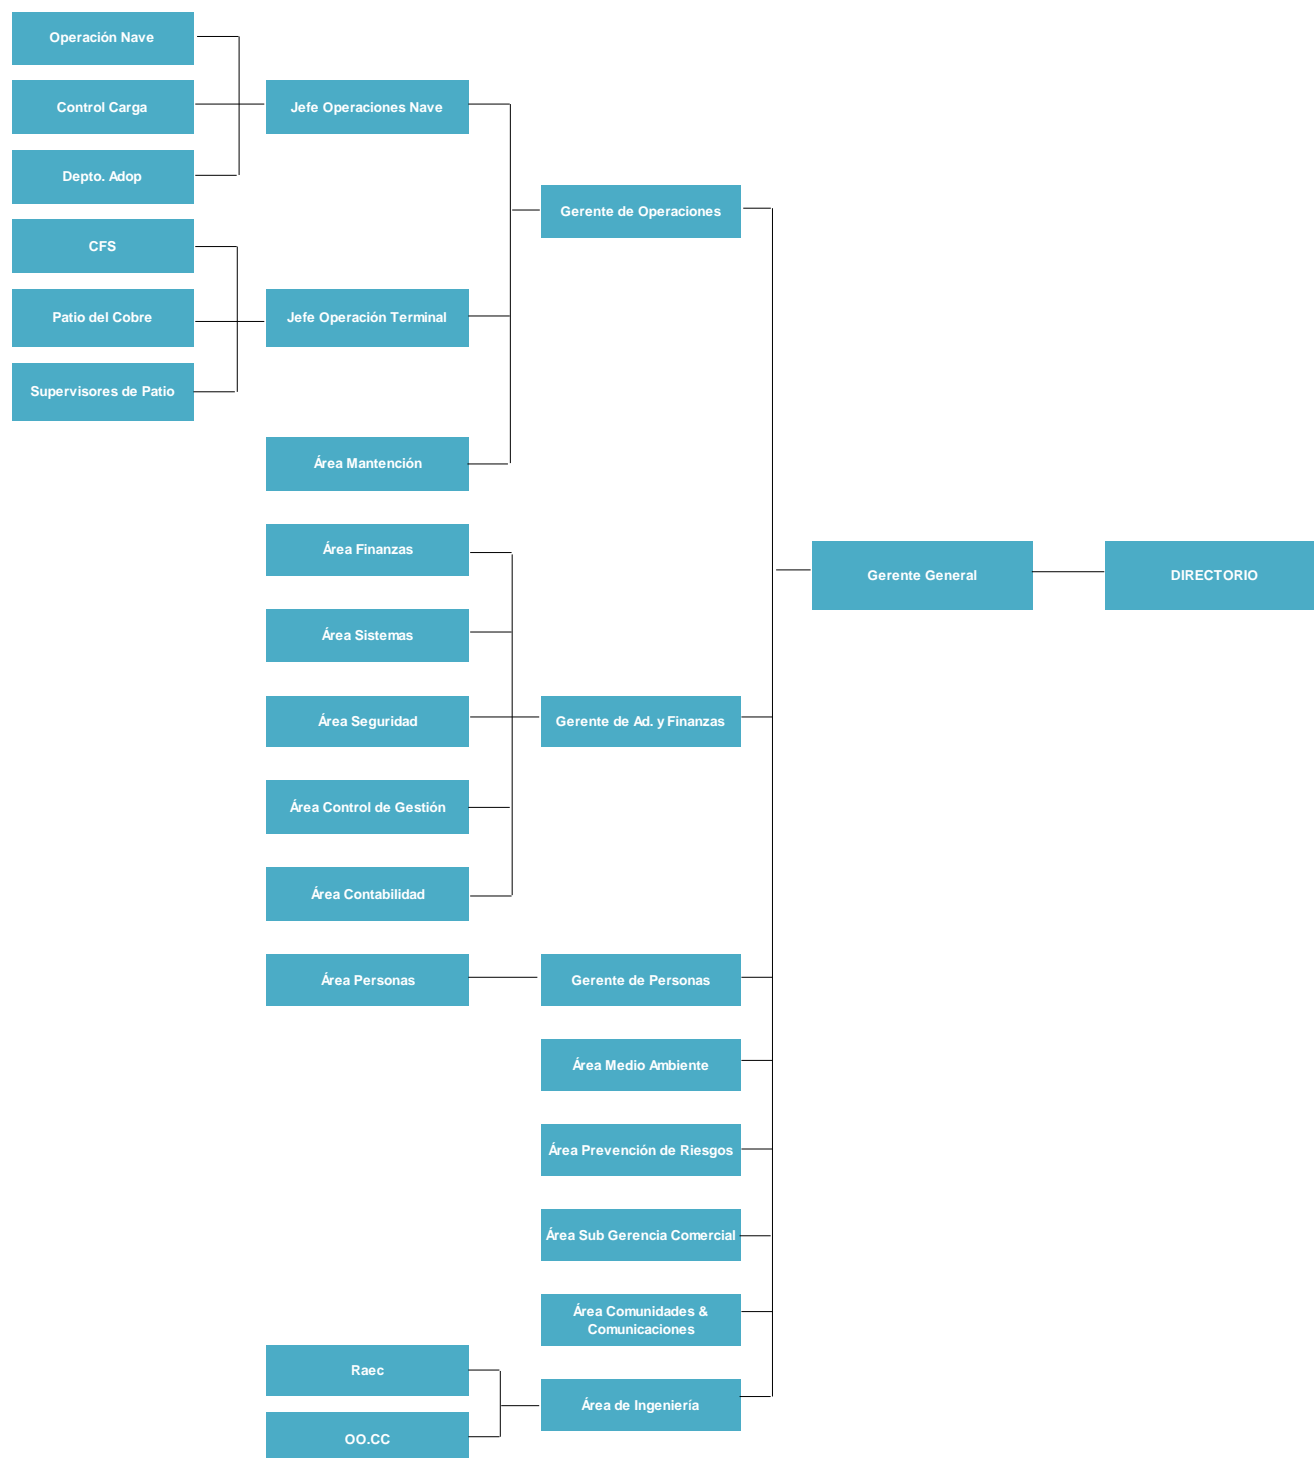 Operación Nave
Control Carga
Jefe Operaciones Nave
Depto. Adop
Gerente de Operaciones
CFS
Patio del Cobre
Jefe Operación Terminal
Supervisores de Patio
Área Mantención
Área Finanzas
Gerente General
DIRECTORIO
Área Sistemas
Área Seguridad
Gerente de Ad. y Finanzas
Área Control de Gestión
Área Contabilidad
Área Personas
Gerente de Personas
Área Medio Ambiente
Área Prevención de Riesgos
Área Sub Gerencia Comercial
Área Comunidades &
Comunicaciones
Raec
Área de Ingeniería
OO.CC